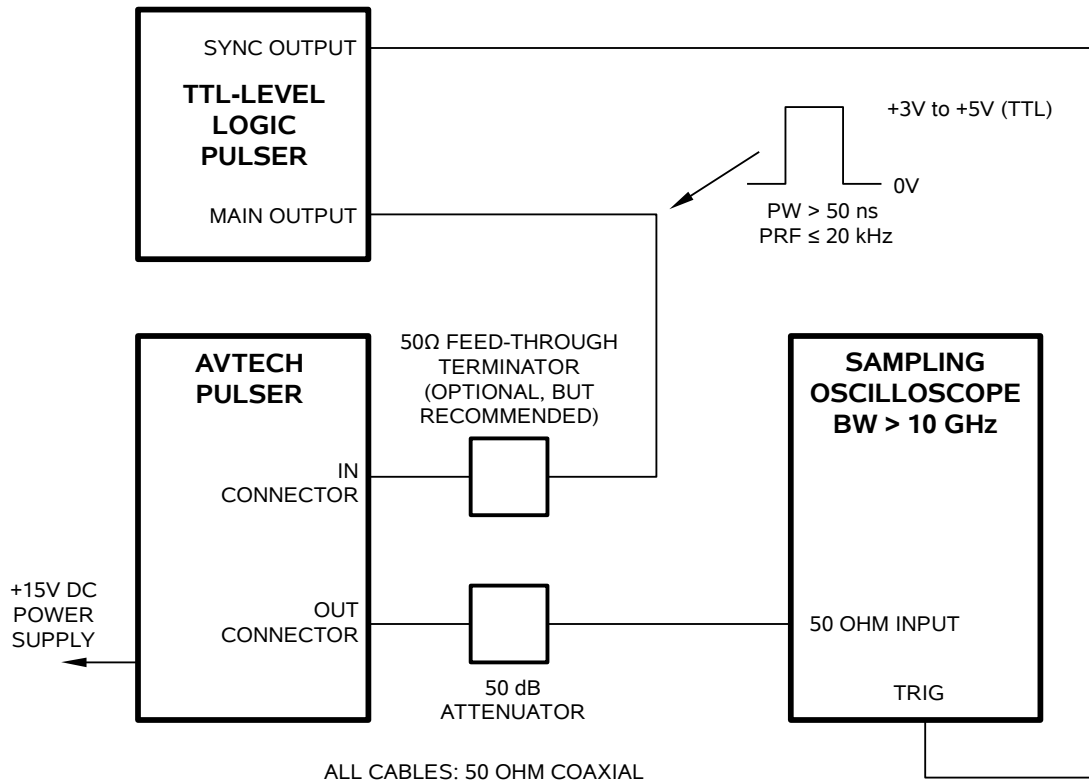 SYNC OUTPUT
TTL-LEVEL
LOGIC
PULSER
MAIN OUTPUT
+3V to +5V (TTL)
0V
PW > 50 ns
PRF ≤ 20 kHz
AVTECH
PULSER
IN
CONNECTOR
OUT
CONNECTOR
50Ω FEED-THROUGH
TERMINATOR
(OPTIONAL, BUT
RECOMMENDED)
SAMPLING
OSCILLOSCOPE
BW > 10 GHz
50 OHM INPUT
TRIG
+15V DC
POWER
SUPPLY
50 dB
ATTENUATOR
ALL CABLES: 50 OHM COAXIAL